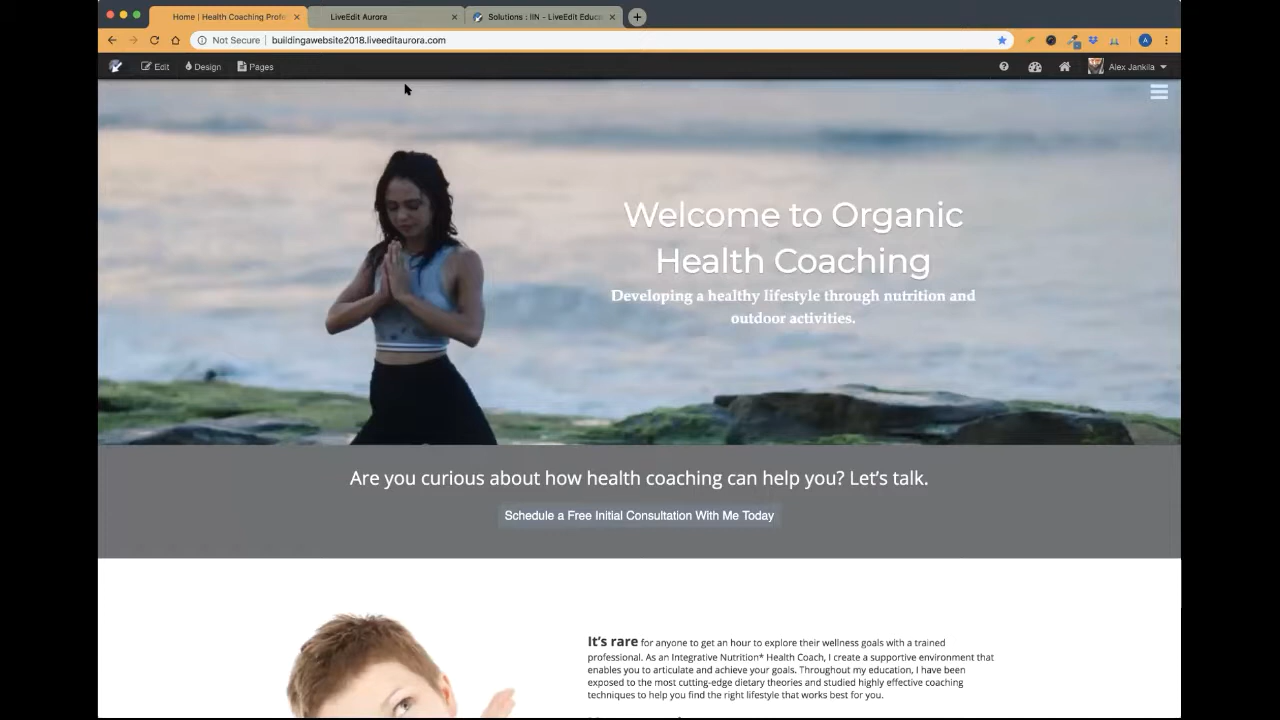 Home | Health Coaching Profe
LiveEdit Aurora
Solutions : IIN - LiveEdit Educa
Not Secure
buildingawebsite2018.liveeditaurora.com
Edit
Design
Pages
Alex Jankila
Welcome to Organic
Health Coaching
Developing a healthy lifestyle through nutrition and
outdoor activities.
Are you curious about how health coaching can help you? Let's talk.
Schedule a Free Initial Consultation With Me Today
It's rare for anyone to get an hour to explore their wellness goals with a trained
professional. As an Integrative Nutrition* Health Coach, I create a supportive environment that
enables you to articulate and achieve your goals. Throughout my education, I have been
exposed to the most cutting-edge dietary theories and studied highly effective coaching
techniques to help you find the right lifestyle that works best for you.